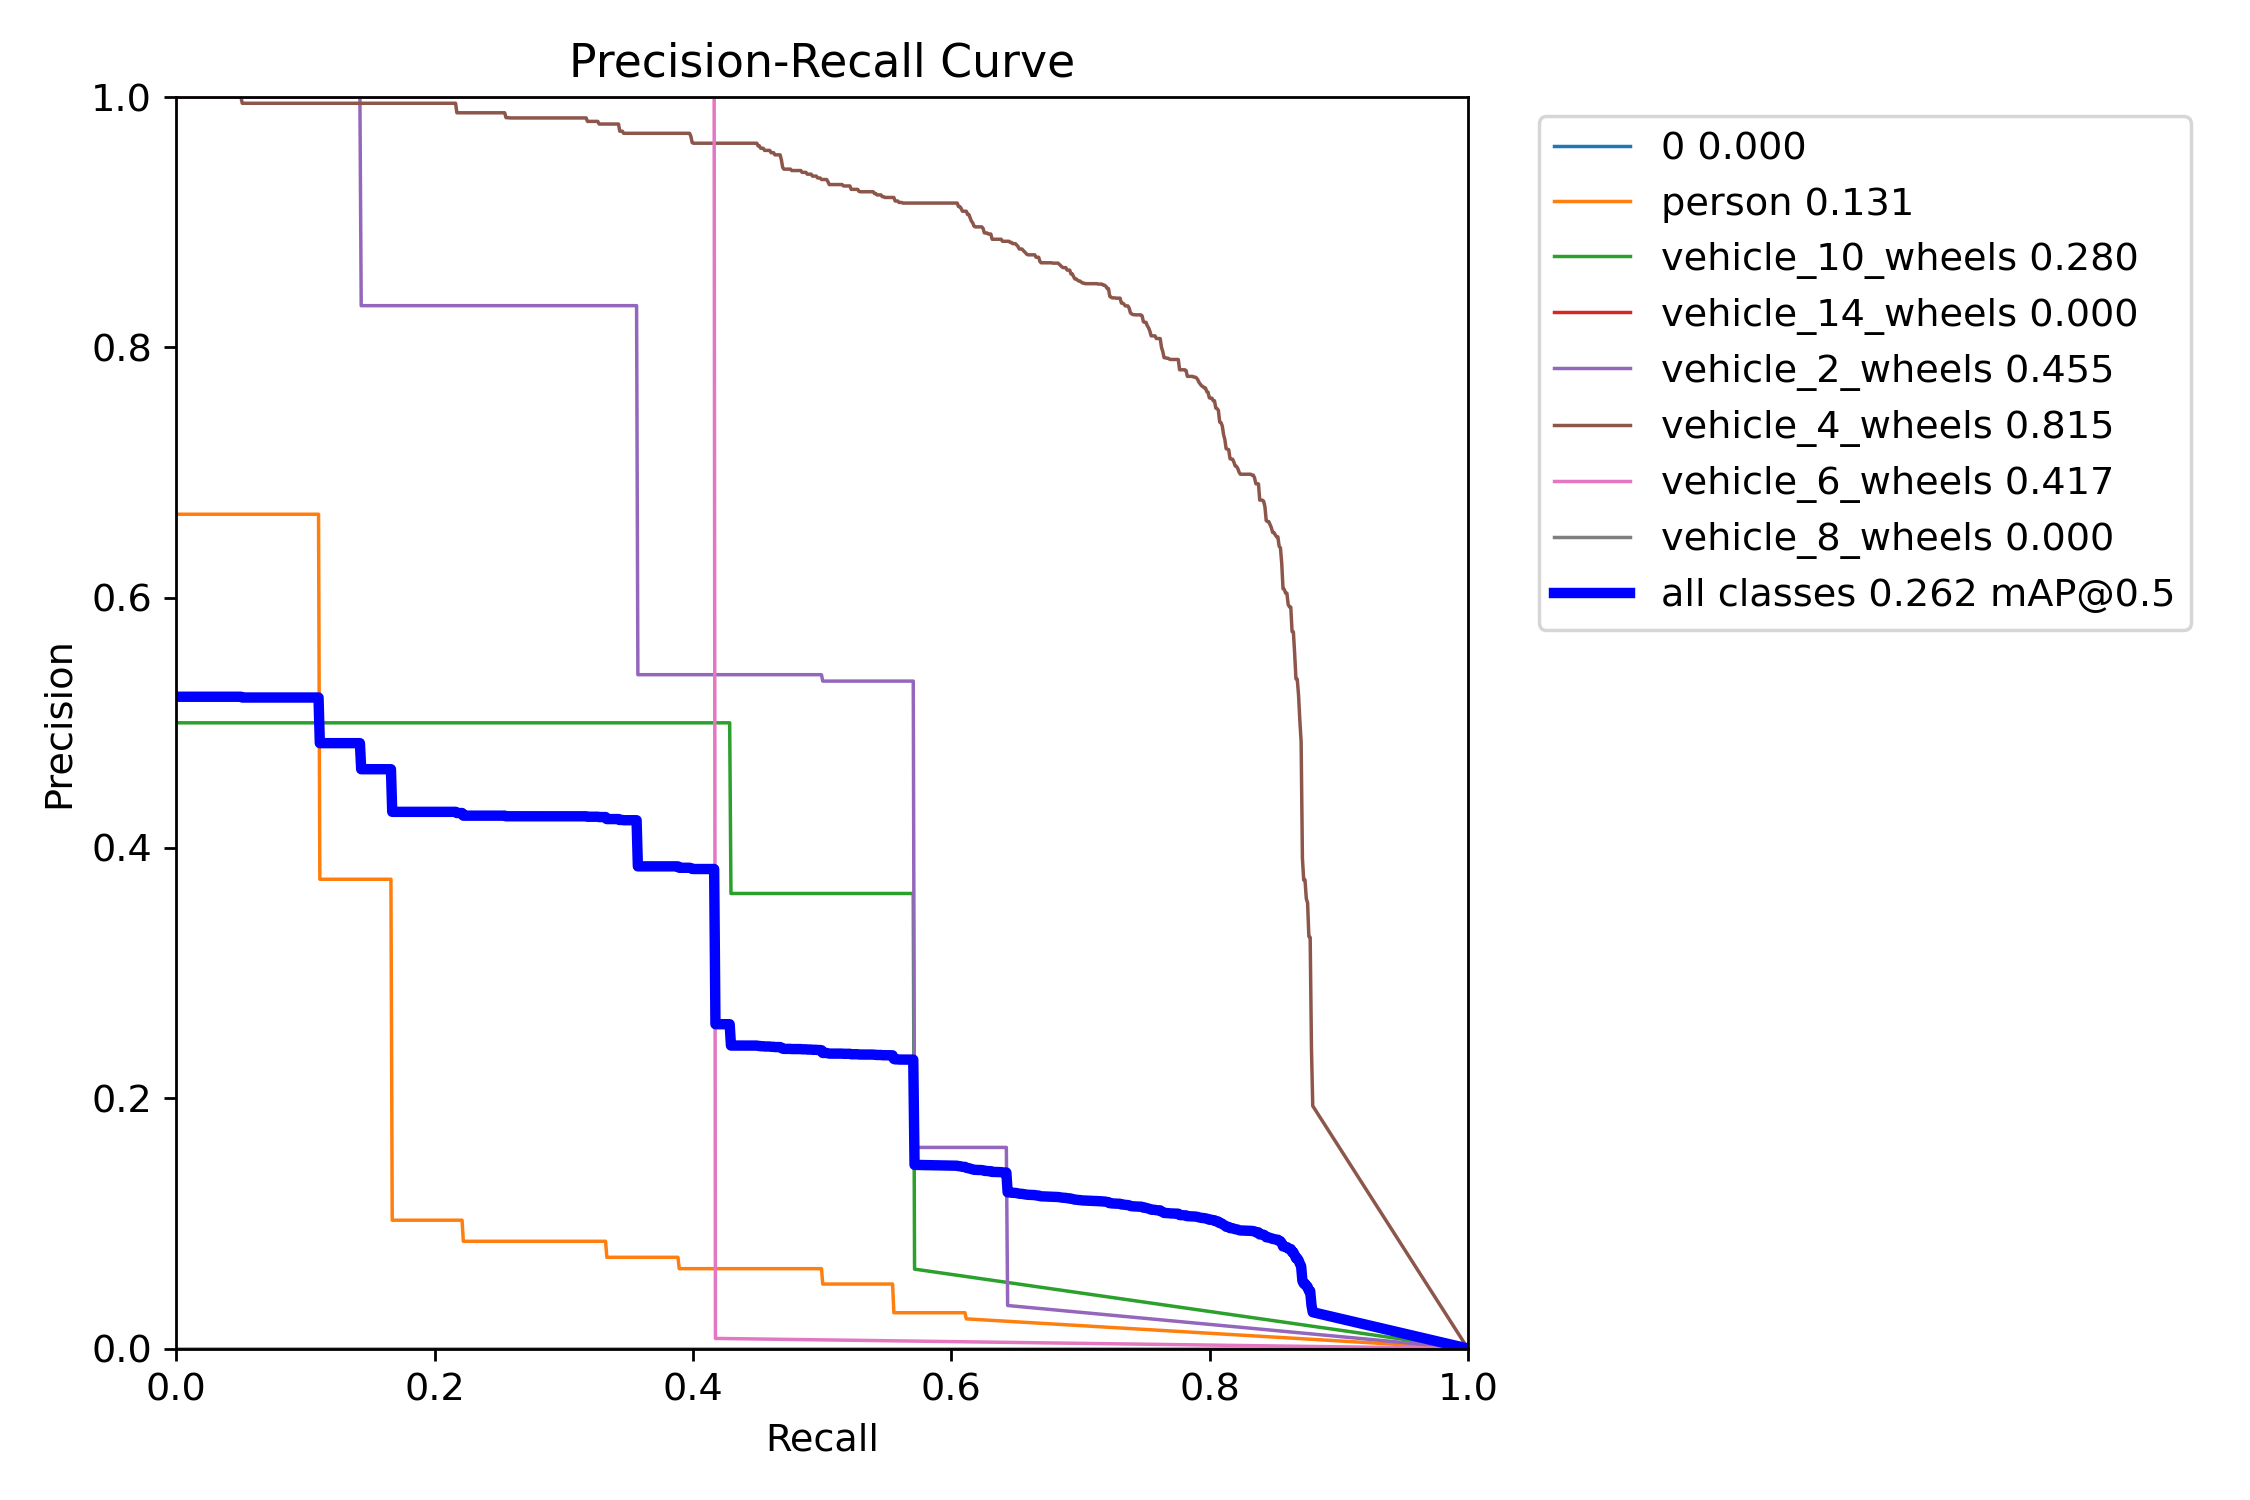 Precision-Recall Curve
1.0
0.8
0.6
0.4
0.2
0.0
Precision
0.0 0.2 0.4 0.6 0.8 1.0
Recall
0 0.000
person 0.131
vehicle_10_wheels 0.280
vehicle_14_wheels 0.000
vehicle_2_wheels 0.455
vehicle_4_wheels 0.815
vehicle_6_wheels 0.417
vehicle_8_wheels 0.000
all classes 0.262 mAP@0.5